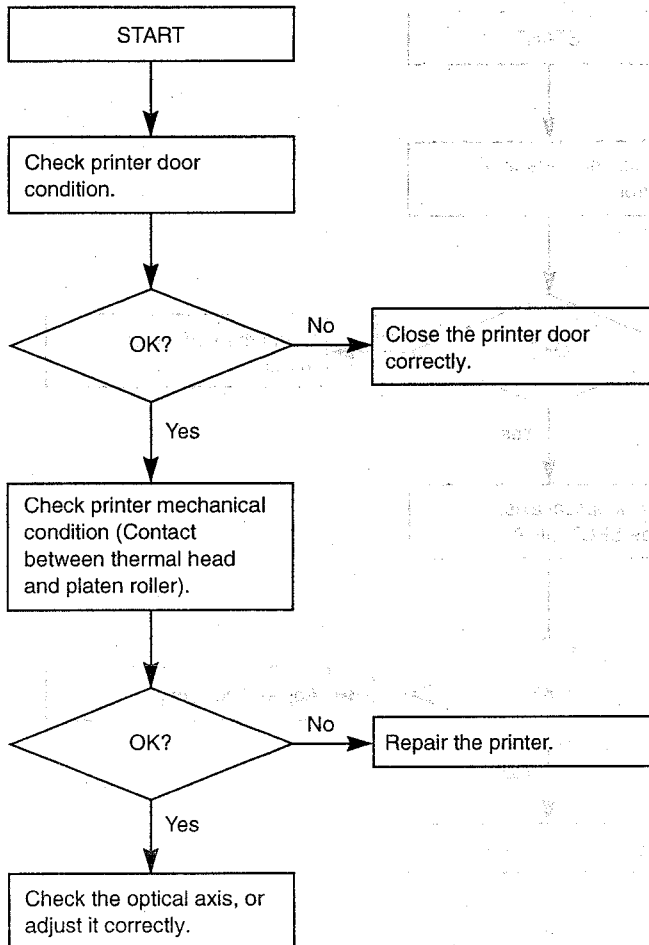 START
Check printer door
condition.
OK?
No
Close the printer door
correctly.
Yes
Check printer mechanical
condition (Contact
between thermal head
and platen roller).
OK?
No
Repair the printer.
Yes
Check the optical axis, or
adjust it correctly.